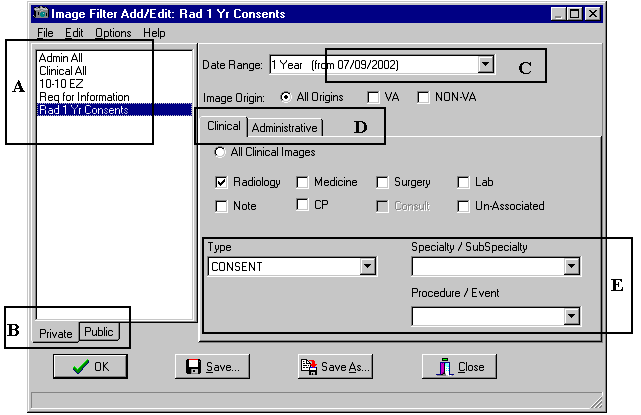 Image Filter Add/Edit: Rad 1 Yr Consents
File Edit Options Help
A
Admin All
Clinical All
10-10 EZ
Req for Information
Rad 1 Yr Consents
Date Range: 1 Year (from 07/09/2002)
C
Image Origin: All Origins VA NON-VA
Clinical Administrative
D
All Clinical Images
Radiology Medicine Surgery Lab
Note CP Consult Un-Associated
Type Specialty / SubSpecialty
CONSENT
E
Procedure / Event
B
Private Public
OK Save... Save As... Close